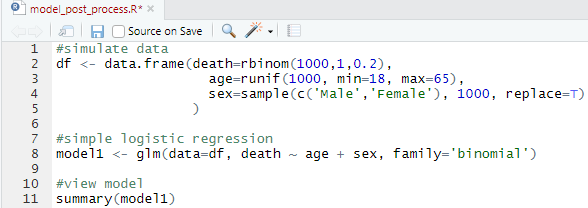 model_post_process.R*
Source on Save
1 #simulate data
2 df <- data.frame(death=rbinom(1000,1,0.2),
3 age=runif(1000, min=18, max=65),
4 sex=sample(c('Male','Female'), 1000, replace=T)
5 )
6
7 #simple logistic regression
8 model1 <- glm(data=df, death ~ age + sex, family='binomial')
9
10 #view model
11 summary(model1)